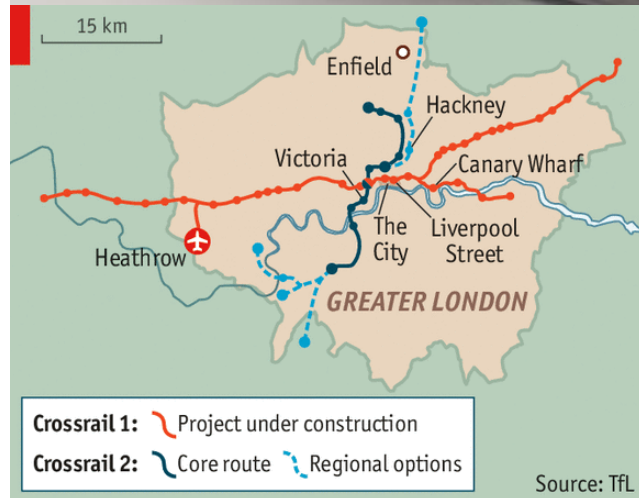 15 km
Enfield
Hackney
Victoria
Canary Wharf
The
City
Liverpool
Street
Heathrow
GREATER LONDON
Crossrail 1: Project under construction
Crossrail 2: Core route Regional options
Source: TfL